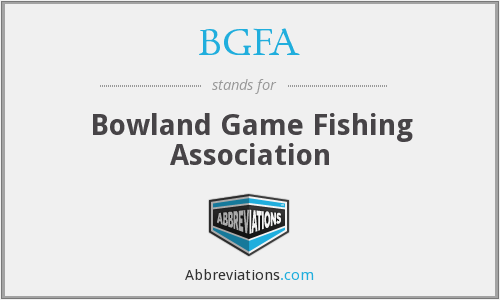 BGFA
stands for
Bowland Game Fishing
Association
ABBREVIATIONS
Abbreviations.com